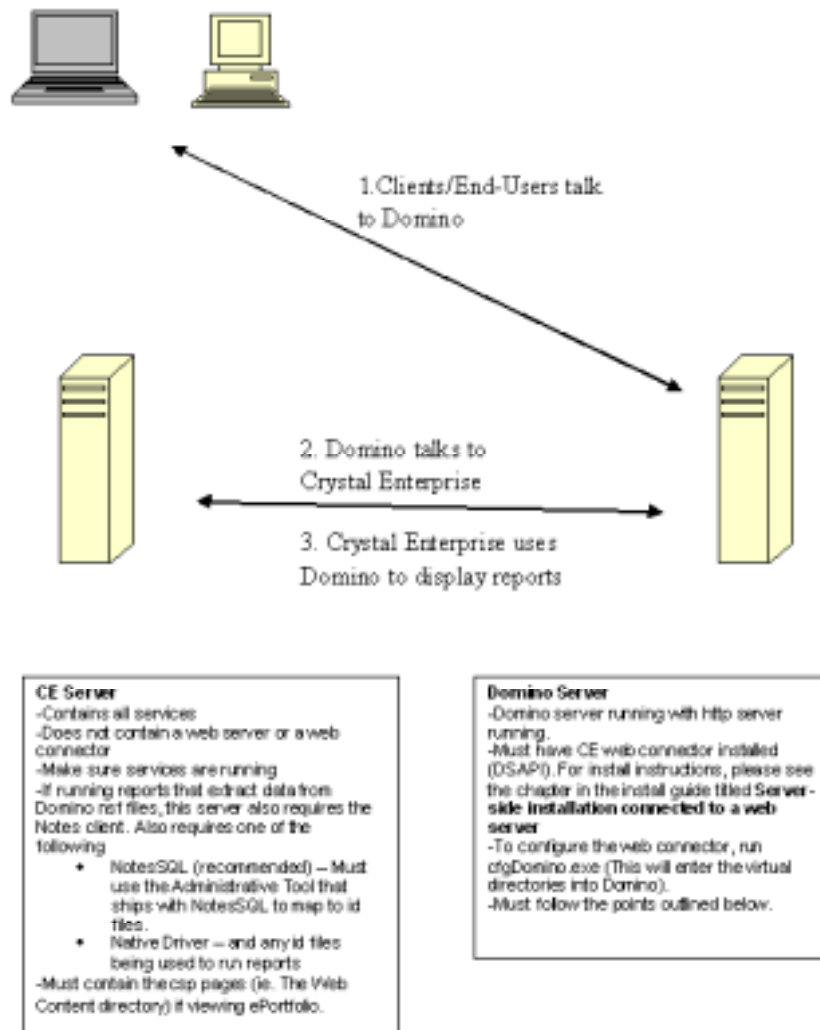 1.Clients/End-Users talk
to Domino
2. Domino talks to
Crystal Enterprise
3. Crystal Enterprise uses
Domino to display reports
CE Server
-Contains all services
-Does not contain a web server or a web
connector
-Make sure services are running
-If running reports that extract data from
Domino nsf files, this server also requires the
Notes client. Also requires one of the
following
• NotesSQL (recommended) – Must
use the Administrative Tool that
ships with NotesSQL to map to id
files.
• Native Driver – and any id files
being used to run reports
-Must contain the csp pages (ie. The Web
Content directory) if viewing ePortfolio.
Domino Server
-Domino server running with http server
running.
-Must have CE web connector installed
(DSAPI). For install instructions, please see
the chapter in the install guide titled Server-
side installation connected to a web
server
-To configure the web connector, run
cfgDomino.exe (This will enter the virtual
directories into Domino).
-Must follow the points outlined below.